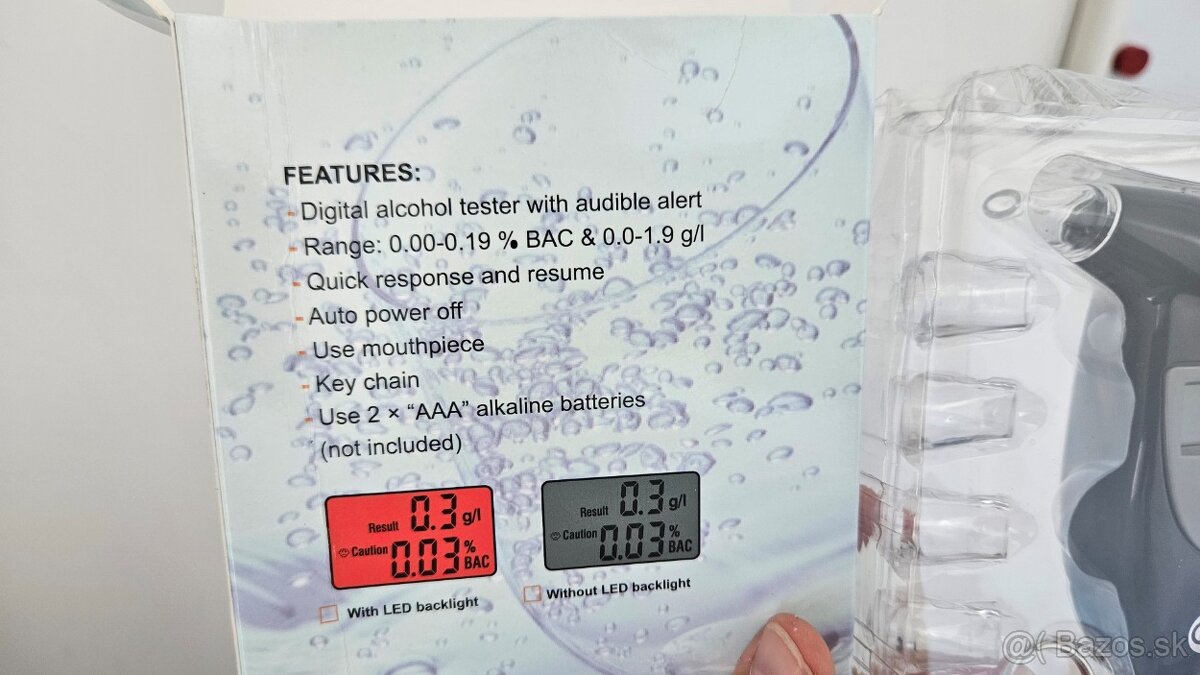 FEATURES:
- Digital alcohol tester with audible alert
- Range: 0.00-0.19 % BAC & 0.0-1.9 g/l
- Quick response and resume
- Auto power off
- Use mouthpiece
- Key chain
- Use 2 × “AAA” alkaline batteries
(not included)
Result 0.3 g/l
Caution 0.03 % BAC
With LED backlight
Result 0.3 g/l
Caution 0.03 % BAC
Without LED backlight
Bazos.sk